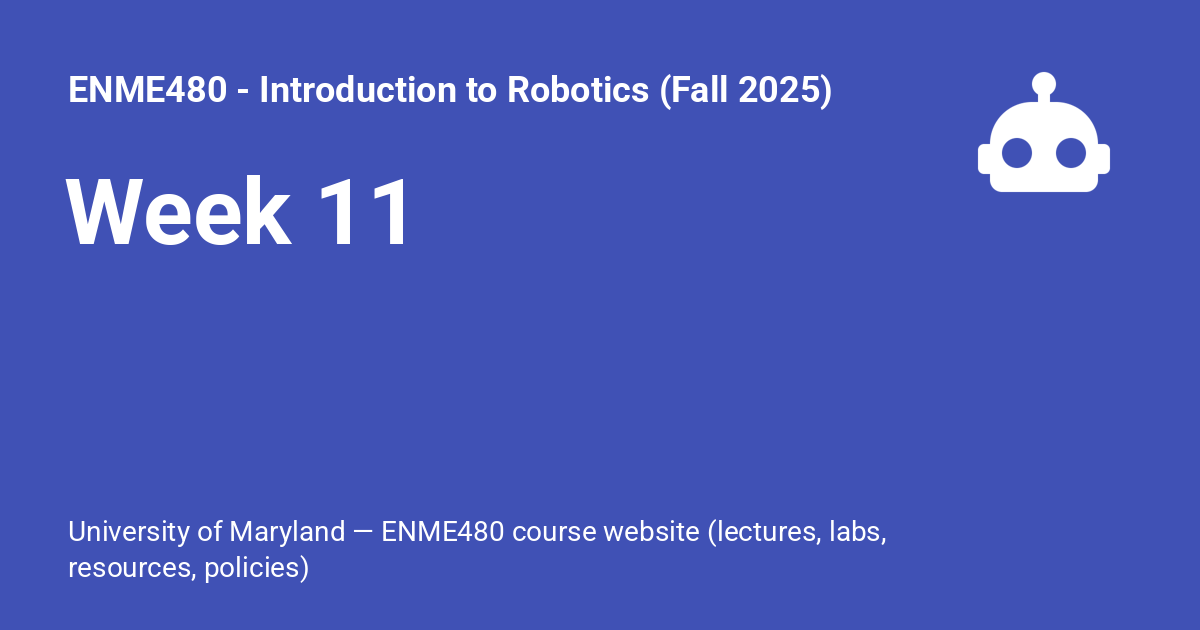 ENME480 - Introduction to Robotics (Fall 2025)
Week 11
University of Maryland — ENME480 course website (lectures, labs,
resources, policies)